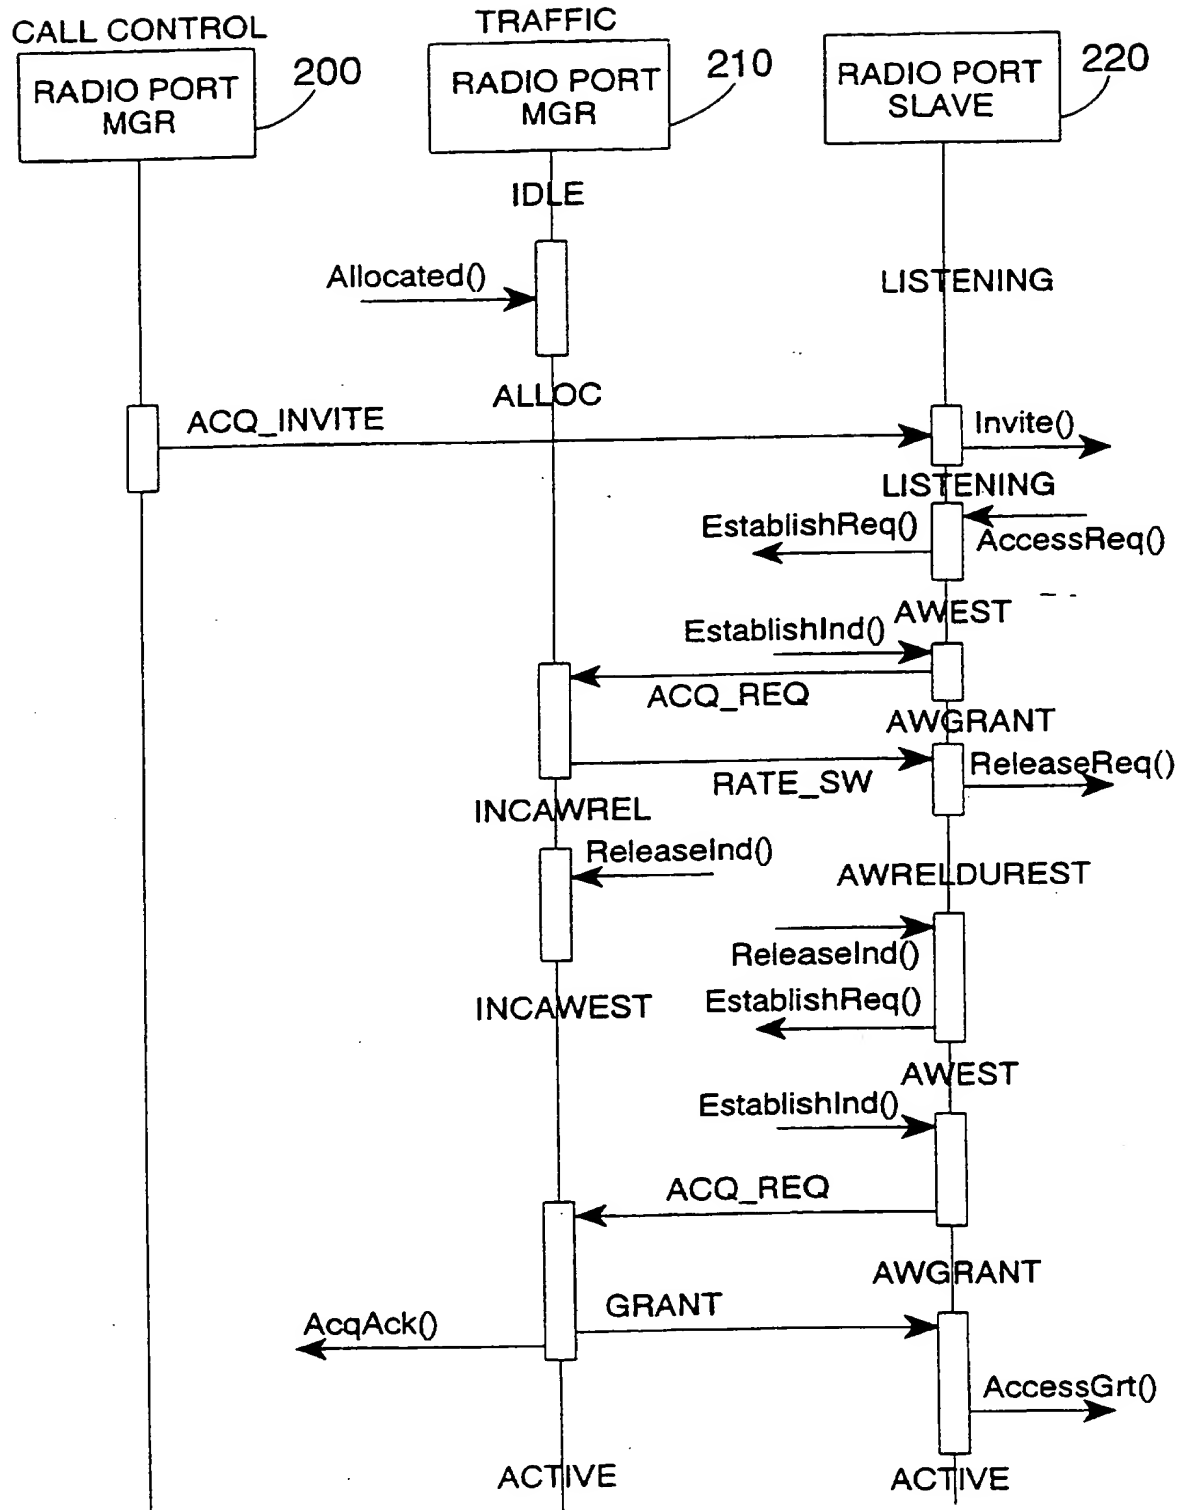 CALL CONTROL
TRAFFIC
RADIO PORT
MGR
200
RADIO PORT
MGR
210
RADIO PORT
SLAVE
220
IDLE
Allocated()
LISTENING
ALLOC
ACQ_INVITE
Invite()
LISTENING
EstablishReq()
AccessReq()
AWEST
EstablishInd()
ACQ_REQ
AWGRANT
RATE_SW
ReleaseReq()
INCAWREL
ReleaseInd()
AWRELDUREST
ReleaseInd()
INCAWEST
EstablishReq()
AWEST
EstablishInd()
ACQ_REQ
AWGRANT
GRANT
AcqAck()
AccessGrt()
ACTIVE
ACTIVE